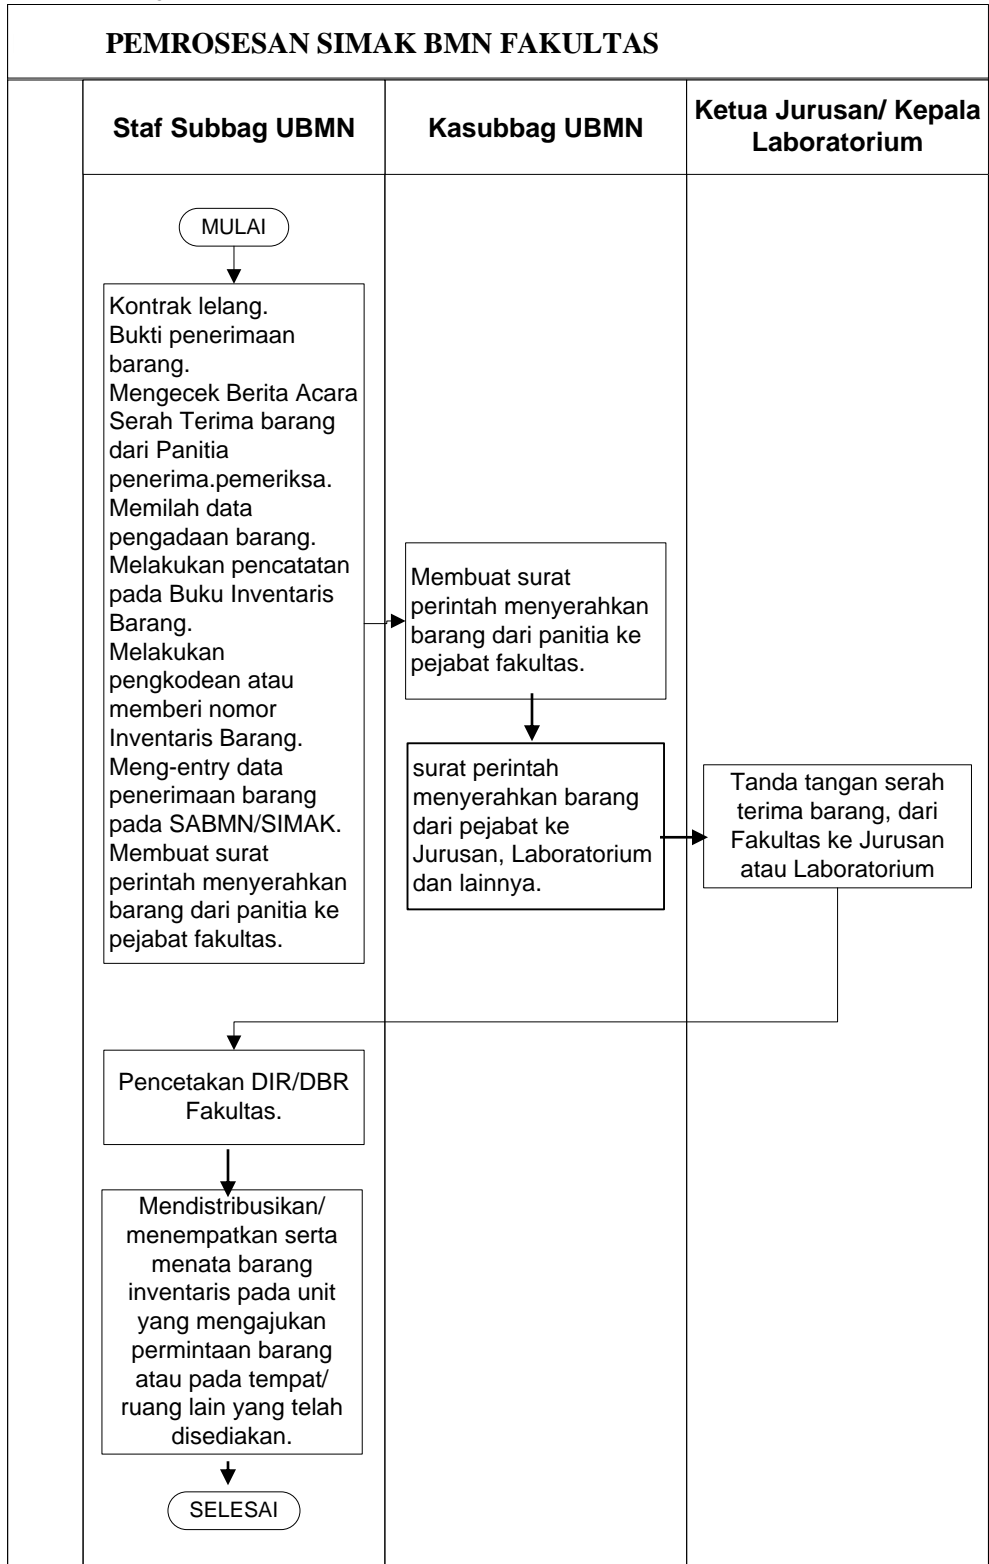 PEMROSESAN SIMAK BMN FAKULTAS
Staf Subbag UBMN
Kasubbag UBMN
Ketua Jurusan/ Kepala
Laboratorium
MULAI
Kontrak lelang.
Bukti penerimaan
barang.
Mengecek Berita Acara
Serah Terima barang
dari Panitia
penerima.pemeriksa.
Memilah data
pengadaan barang.
Melakukan pencatatan
pada Buku Inventaris
Barang.
Melakukan
pengkodean atau
memberi nomor
Inventaris Barang.
Meng-entry data
penerimaan barang
pada SABMN/SIMAK.
Membuat surat
perintah menyerahkan
barang dari panitia ke
pejabat fakultas.
Membuat surat
perintah menyerahkan
barang dari panitia ke
pejabat fakultas.
surat perintah
menyerahkan barang
dari pejabat ke
Jurusan, Laboratorium
dan lainnya.
Tanda tangan serah
terima barang, dari
Fakultas ke Jurusan
atau Laboratorium
Pencetakan DIR/DBR
Fakultas.
Mendistribusikan/
menempatkan serta
menata barang
inventaris pada unit
yang mengajukan
permintaan barang
atau pada tempat/
ruang lain yang telah
disediakan.
SELESAI